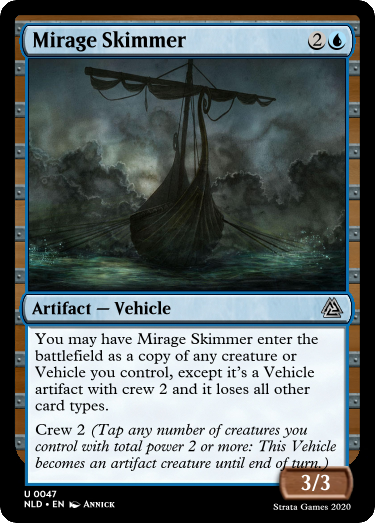 Mirage Skimmer 2
Artifact — Vehicle
You may have Mirage Skimmer enter the
battlefield as a copy of any creature or
Vehicle you control, except it's a Vehicle
artifact with crew 2 and it loses all other
card types.
Crew 2 (Tap any number of creatures you
control with total power 2 or more: This Vehicle
becomes an artifact creature until end of turn.)
3/3
U 0047
NLD • EN Annick
Strata Games 2020